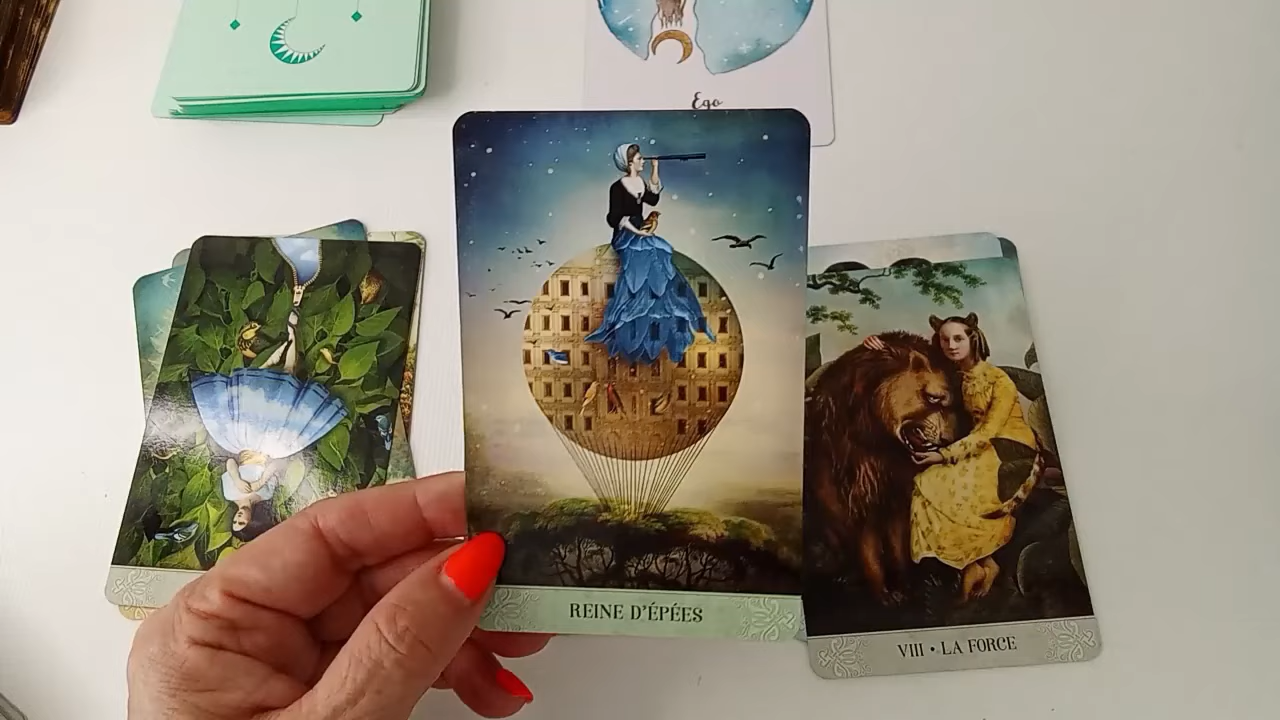 Ego
REINE D'ÉPÉES
VIII • LA FORCE